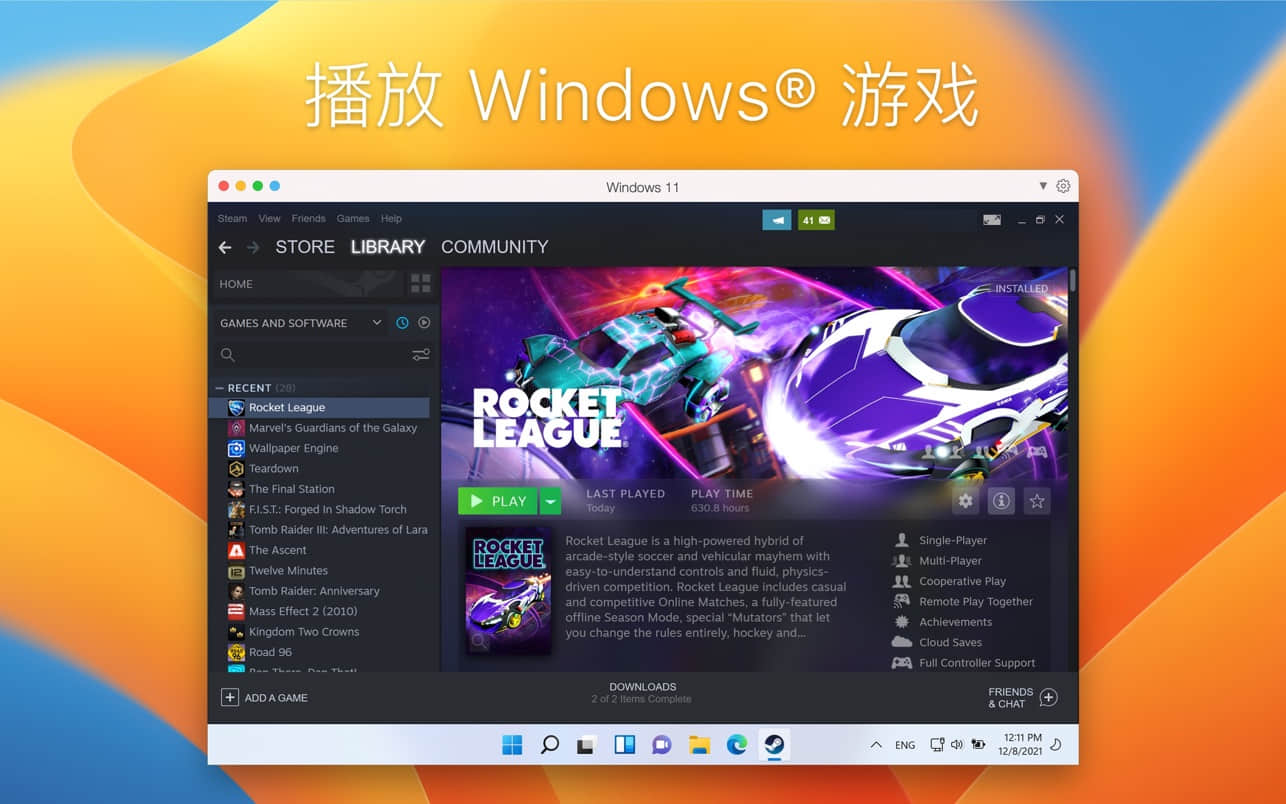 播放 Windows® 游戏
Windows 11
Steam View Friends Games Help
41
STORE LIBRARY COMMUNITY
HOME
INSTALLED
GAMES AND SOFTWARE
RECENT (28)
Rocket League
Marvel's Guardians of the Galaxy
Wallpaper Engine
Teardown
The Final Station
F.I.S.T.: Forged In Shadow Torch
Tomb Raider III: Adventures of Lara
The Ascent
Twelve Minutes
Tomb Raider: Anniversary
Mass Effect 2 (2010)
Kingdom Two Crowns
Road 96
ROCKET
LEAGUE®
PLAY
LAST PLAYED
Today
PLAY TIME
630.8 hours
ROCKET
LEAGUE
Rocket League is a high-powered hybrid of
arcade-style soccer and vehicular mayhem with
easy-to-understand controls and fluid, physics-
driven competition. Rocket League includes casual
and competitive Online Matches, a fully-featured
offline Season Mode, special “Mutators” that let
you change the rules entirely, hockey and...
Single-Player
Multi-Player
Cooperative Play
Remote Play Together
Achievements
Cloud Saves
Full Controller Support
ADD A GAME
DOWNLOADS
2 of 2 Items Complete
FRIENDS
& CHAT
ENG
12:11 PM
12/8/2021